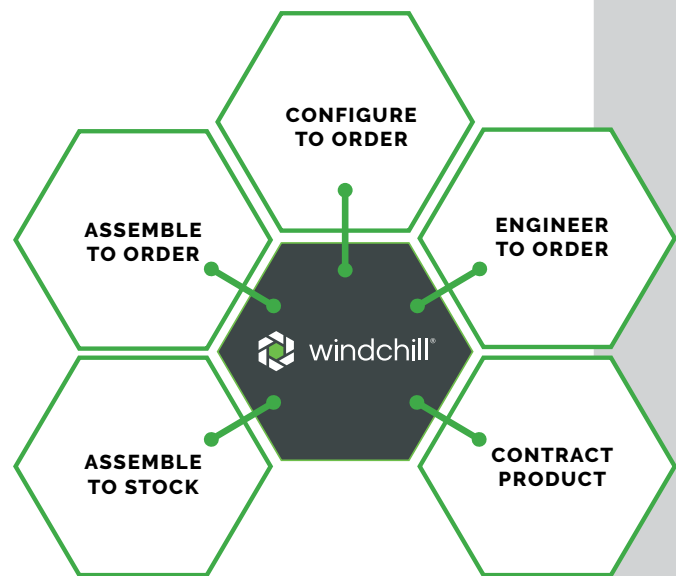 CONFIGURE
TO ORDER
ASSEMBLE
TO ORDER
ENGINEER
TO ORDER
windchill®
ASSEMBLE
TO STOCK
CONTRACT
PRODUCT